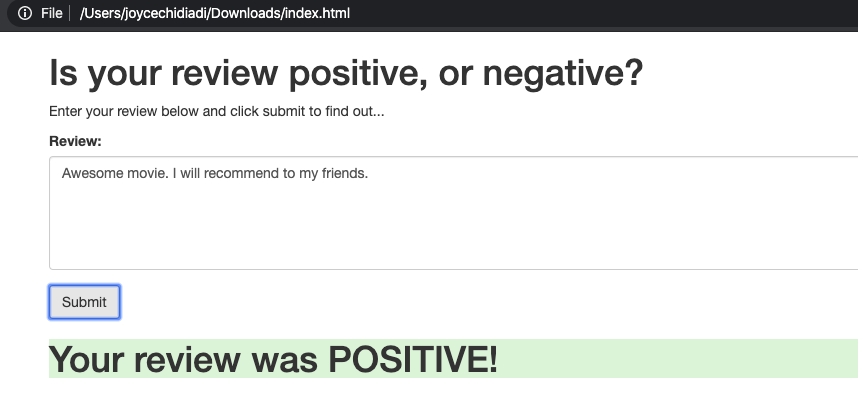 File /Users/joycechidiadi/Downloads/index.html
Is your review positive, or negative?
Enter your review below and click submit to find out...
Review:
Awesome movie. I will recommend to my friends.
Submit
Your review was POSITIVE!